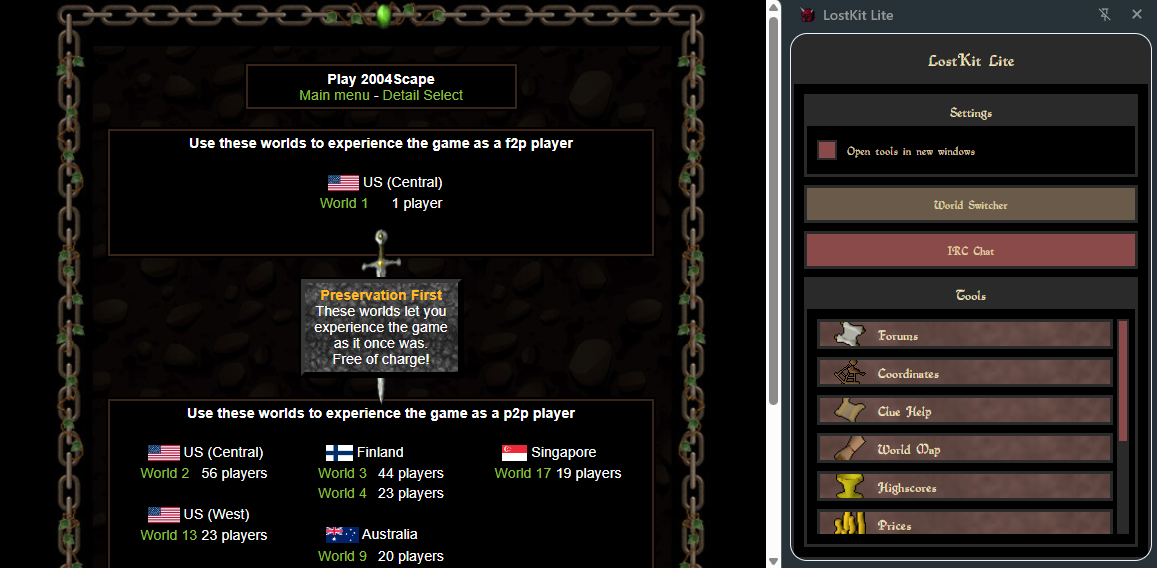 Play 2004Scape
Main menu - Detail Select
Use these worlds to experience the game as a f2p player
US (Central)
World 1 1 player
Preservation First
These worlds let you
experience the game
as it once was.
Free of charge!
Use these worlds to experience the game as a p2p player
US (Central)
World 2 56 players
Finland
World 3 44 players
World 4 23 players
Singapore
World 17 19 players
US (West)
World 13 23 players
Australia
World 9 20 players
LostKit Lite
LostKit Lite
Settings
Open tools in new windows
World Switcher
IRC Chat
Tools
Forums
Coordinates
Clue Help
World Map
Highscores
Prices